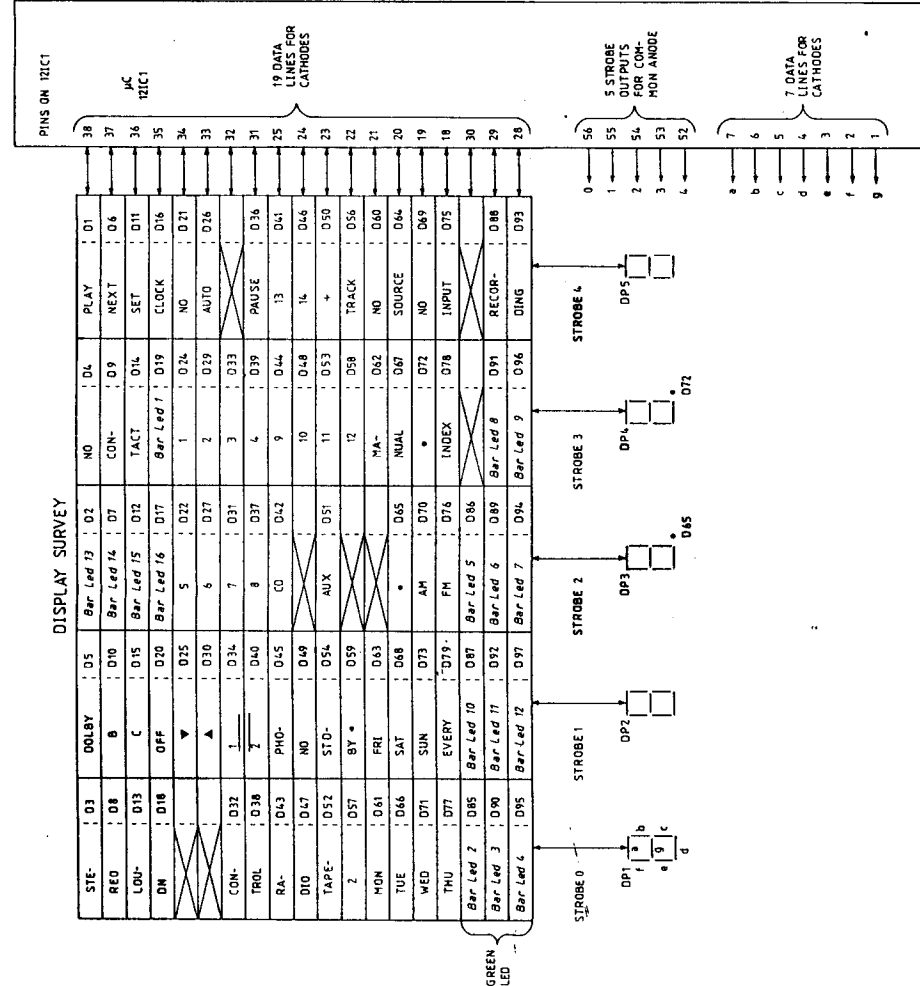 DISPLAY SURVEY
PINS ON 12IC1
STE- D3 DOLBY D5 Bar Led 13 D2 NO D4 PLAY D1 38
REO D8 B D10 Bar Led 14 D7 CON- D9 NEXT D6 37
LOU- D13 C D15 Bar Led 15 D12 TACT D14 SET D11 36
DN D18 OFF D20 Bar Led 16 D17 Bar Led 1 D19 CLOCK D16 35
▼ D25 5 D22 1 D24 NO D21 34
▲ D30 6 D27 2 D29 AUTO D26 33
CON- D32 1 D34 7 D31 3 D33 32
TROL D38 2 D40 8 D37 4 D39 PAUSE D36 31
RA- D43 PHO- D45 CD D42 9 D44 13 D41 25
DIO D47 NO D49 10 D48 14 D46 24
TAPE- D52 STD- D54 AUX D51 11 D53 + D50 23
2 D57 BY • D59 12 D58 TRACK D56 22
MON D61 FRI D63 MA- D62 NO D60 21
TUE D66 SAT D68 • D65 NUAL D67 SOURCE D64 20
WED D71 SUN D73 AM D70 • D72 NO D69 19
THU D77 EVERY D79 FM D76 INDEX D78 INPUT D75 18
Bar Led 2 D85 Bar Led 10 D87 Bar Led 5 D86 30
Bar Led 3 D90 Bar Led 11 D92 Bar Led 6 D89 Bar Led 8 D91 RECOR- D88 29
Bar Led 4 D95 Bar Led 12 D97 Bar Led 7 D94 Bar Led 9 D96 DING D93 28
GREEN
LED
µC
12IC1
19 DATA
LINES FOR
CATHODES
STROBE 0
STROBE 1
STROBE 2
STROBE 3
STROBE 4
DP1
a
f b
g
e c
d
DP2
DP3
D65
DP4
D72
DP5
0 56
1 55
2 54
3 53
4 52
5 STROBE
OUTPUTS
FOR COM-
MON ANODE
a 7
b 6
c 5
d 4
e 3
f 2
g 1
7 DATA
LINES FOR
CATHODES